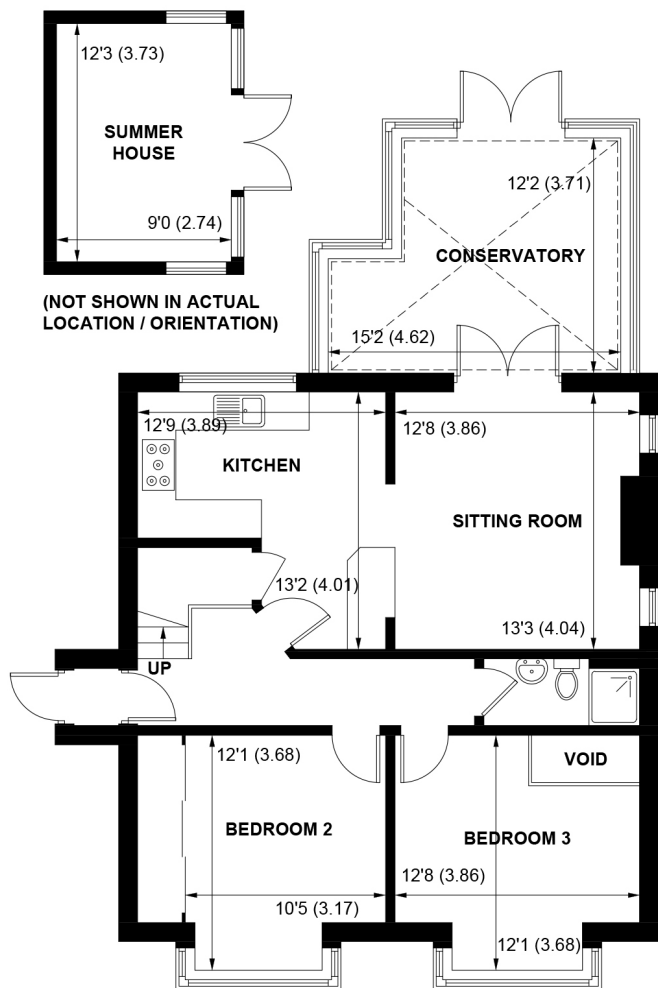 12'3 (3.73)
SUMMER
HOUSE
9'0 (2.74)
(NOT SHOWN IN ACTUAL
LOCATION / ORIENTATION)
12'2 (3.71)
CONSERVATORY
15'2 (4.62)
12'9 (3.89)
12'8 (3.86)
KITCHEN
SITTING ROOM
13'2 (4.01)
13'3 (4.04)
UP
12'1 (3.68)
VOID
BEDROOM 2
BEDROOM 3
12'8 (3.86)
10'5 (3.17)
12'1 (3.68)